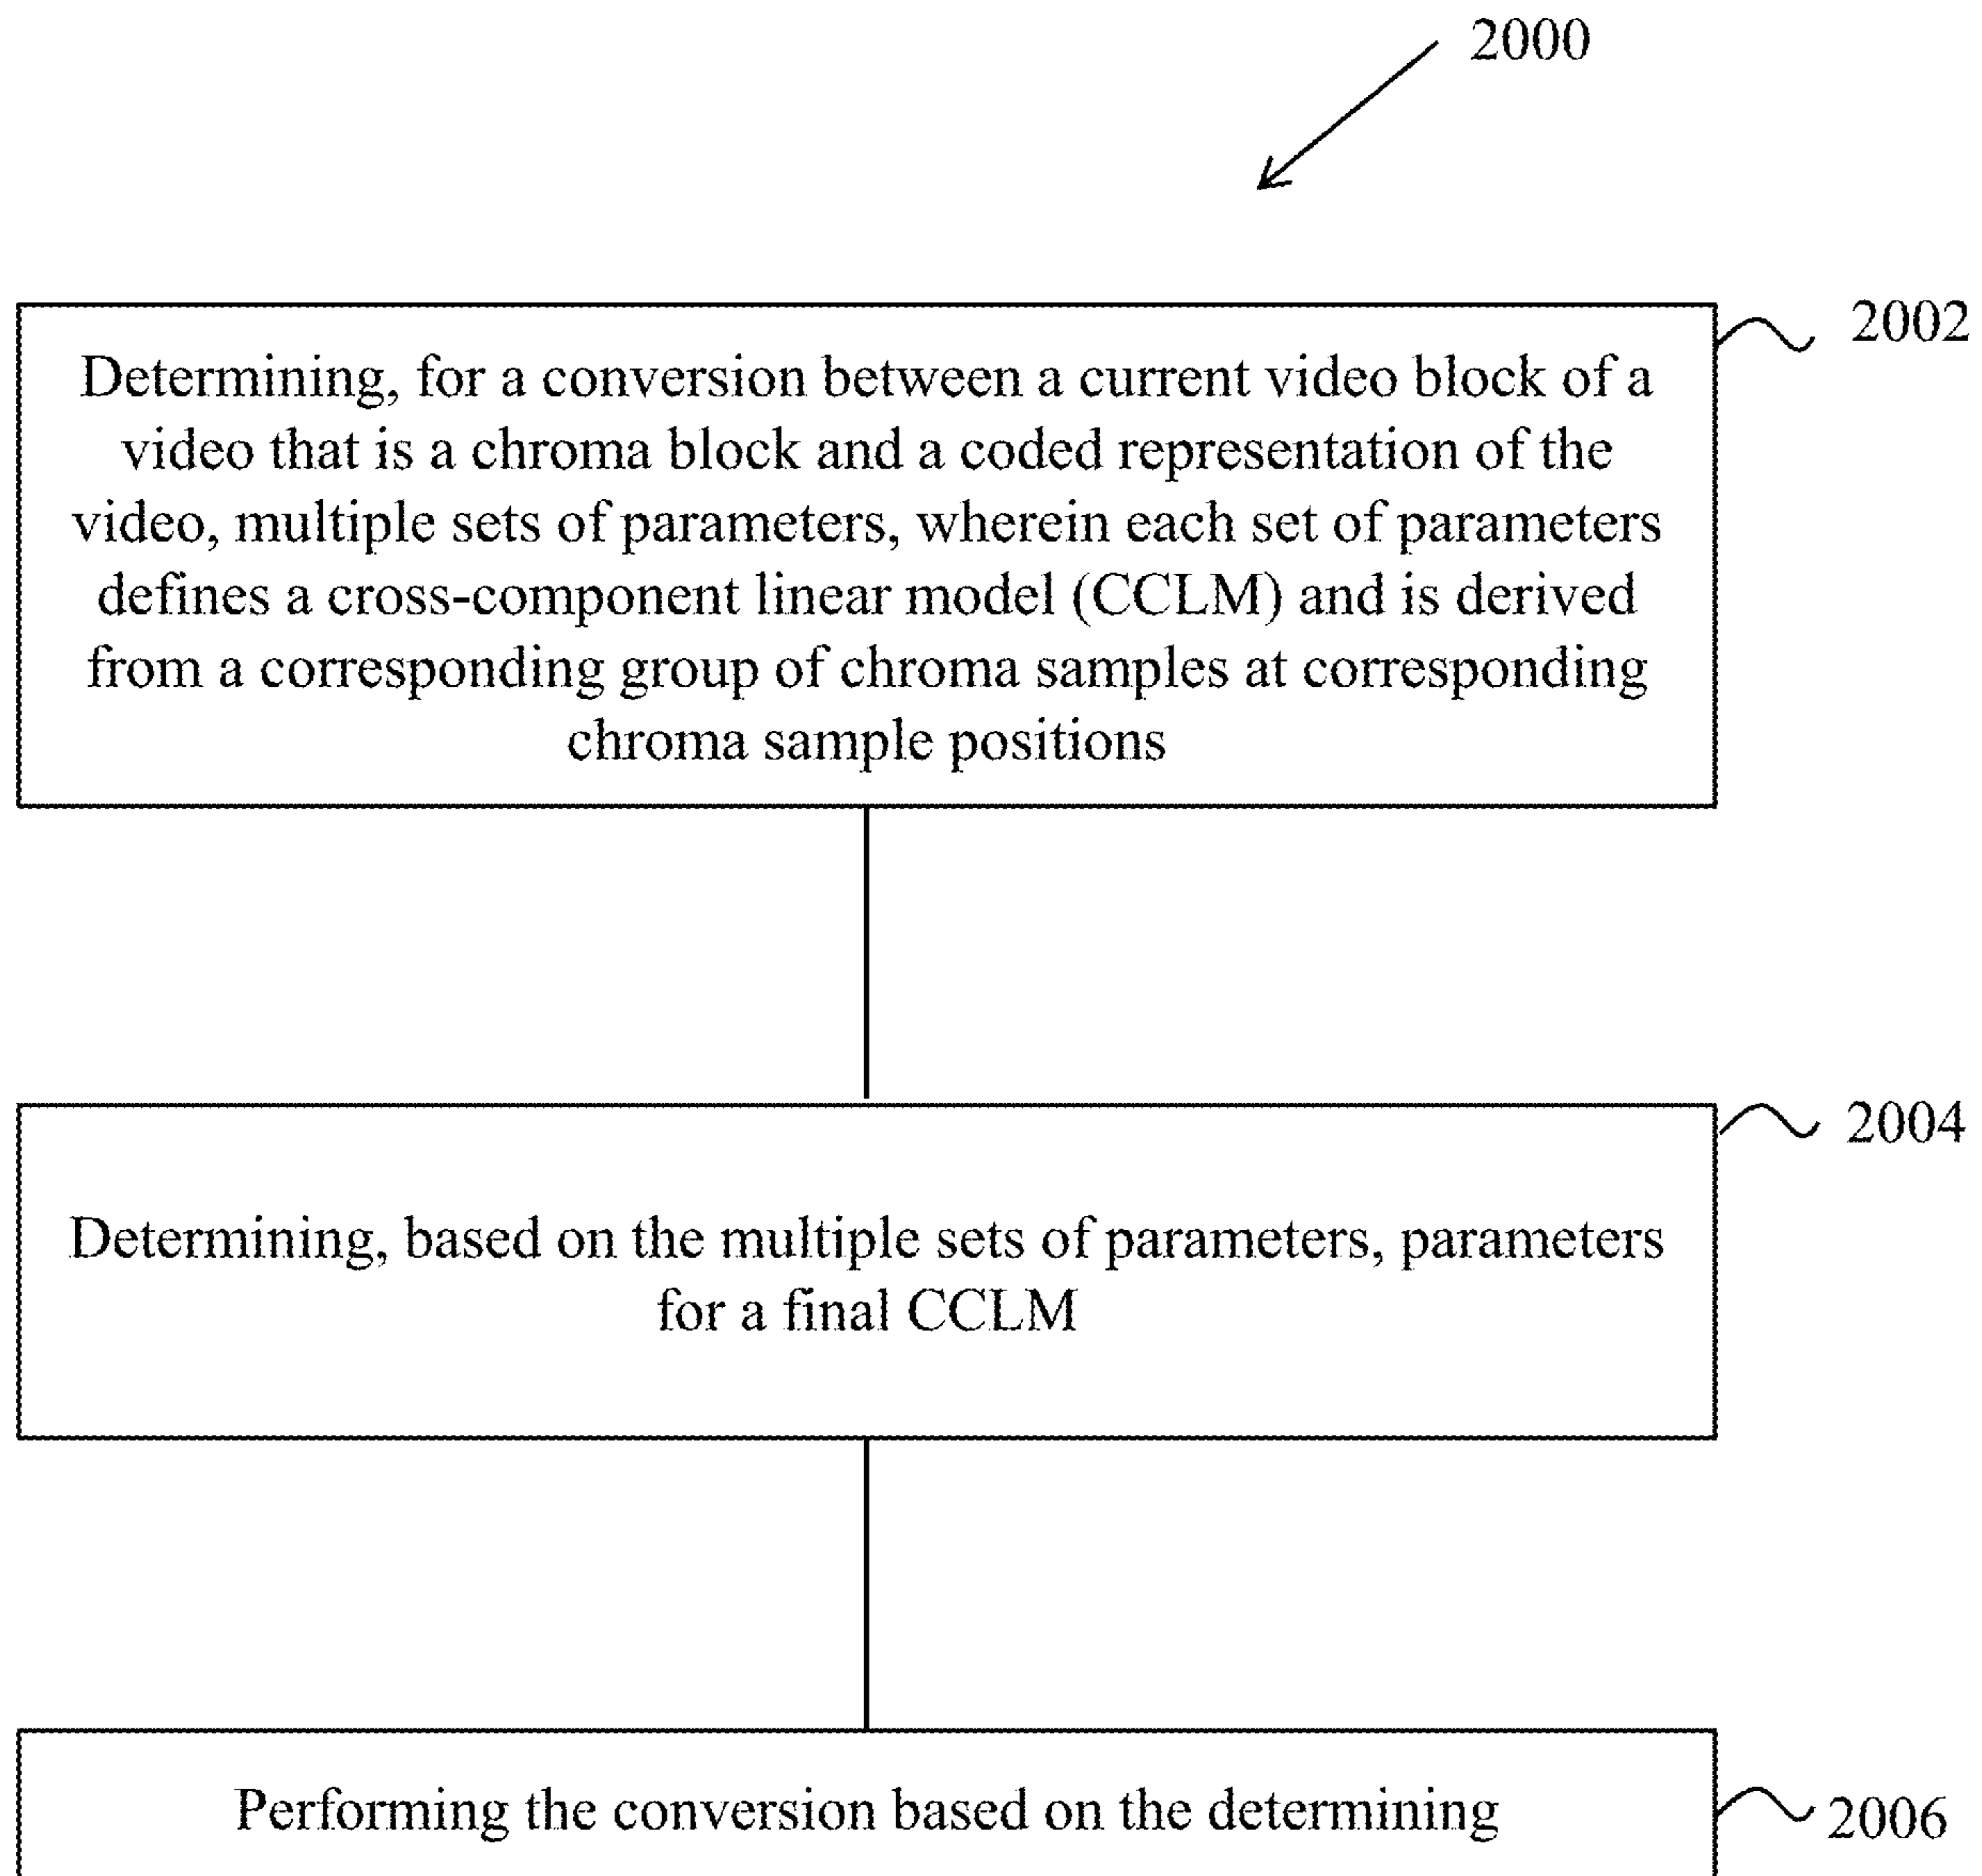 2000
2002
Determining, for a conversion between a current video block of a
video that is a chroma block and a coded representation of the
video, multiple sets of parameters, wherein each set of parameters
defines a cross-component linear model (CCLM) and is derived
from a corresponding group of chroma samples at corresponding
chroma sample positions
2004
Determining, based on the multiple sets of parameters, parameters
for a final CCLM
Performing the conversion based on the determining
2006